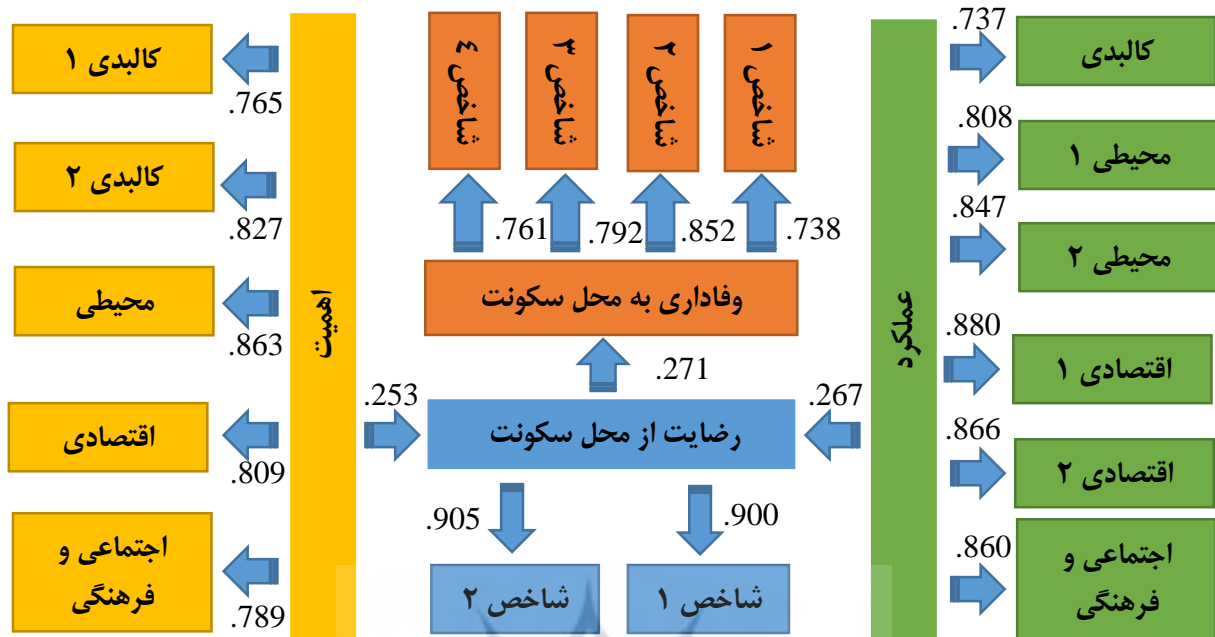 .737
کالبدی
.808
محیطی ۱
.847
محیطی ۲
.880
اقتصادی ۱
.866
اقتصادی ۲
.860
اجتماعی و
فرهنگی
عملکرد
.267
شاخص ۱
شاخص ۲
شاخص ۳
شاخص ٤
.738
.852
.792
.761
وفاداری به محل سکونت
.271
رضایت از محل سکونت
.900
.905
شاخص ۱
شاخص ۲
.253
اهمیت
کالبدی ۱
.765
کالبدی ۲
.827
محیطی
.863
اقتصادی
.809
اجتماعی و
فرهنگی
.789